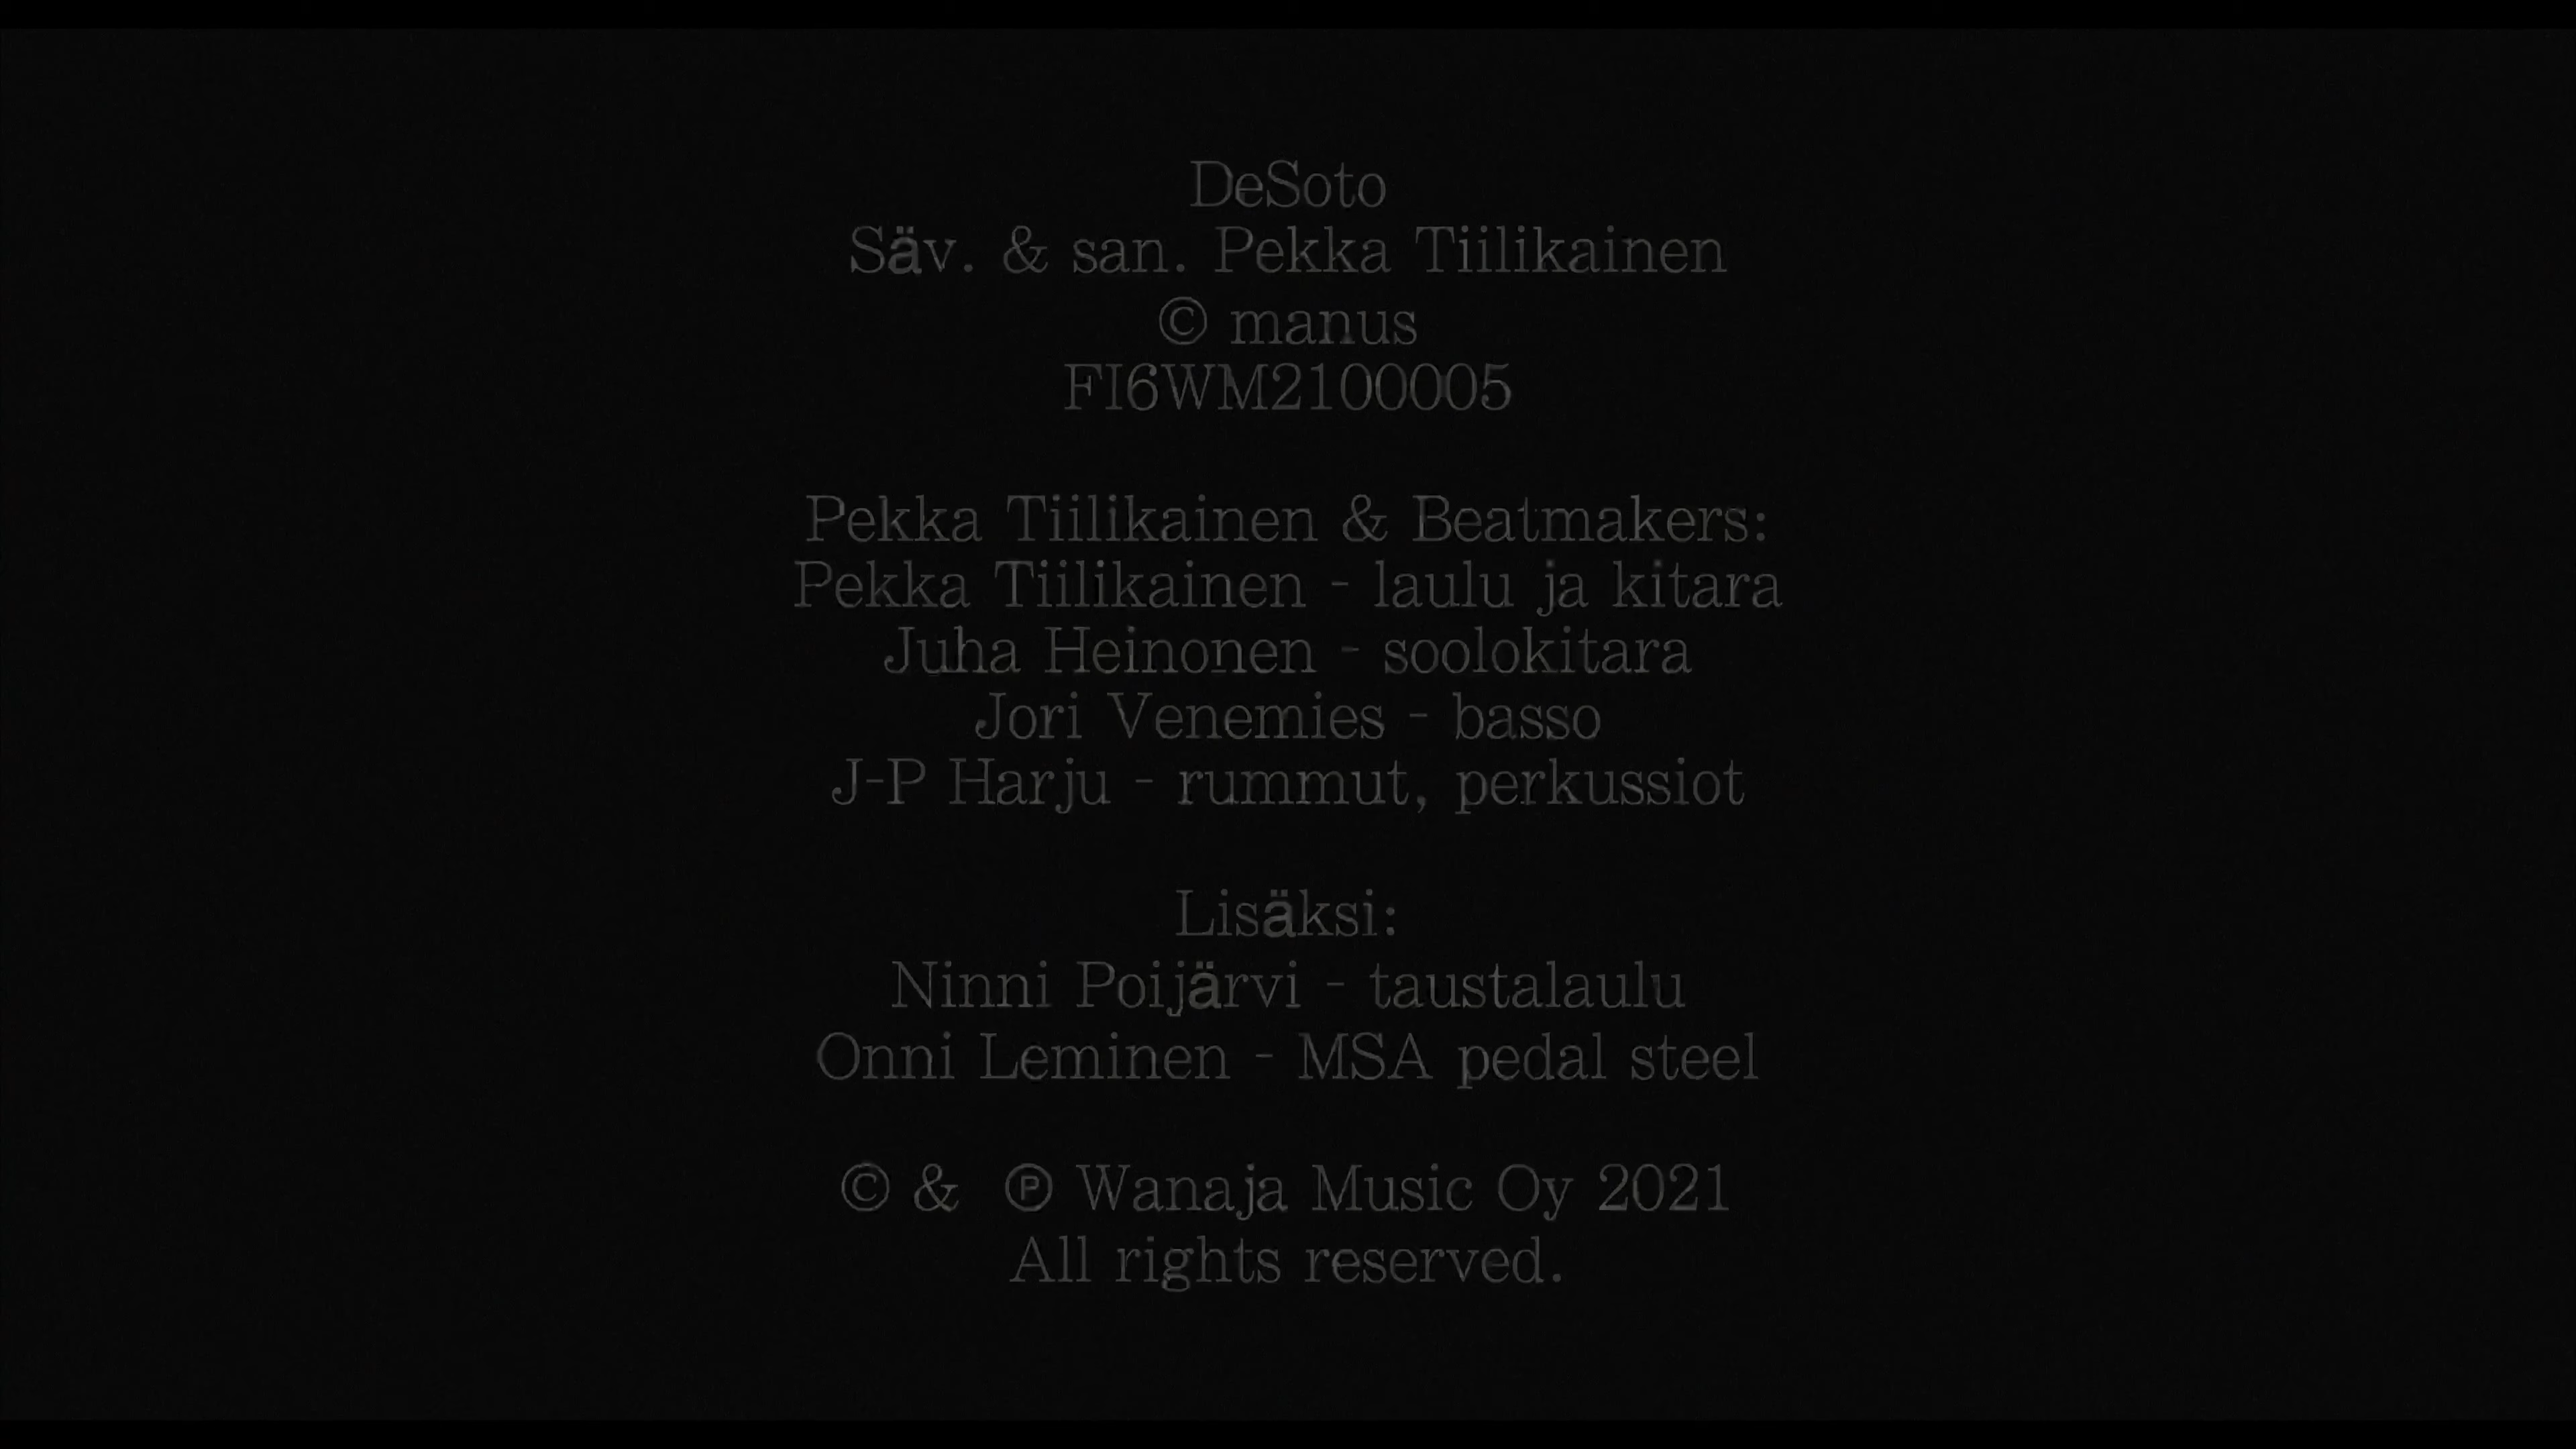 DeSoto
Säv. & san. Pekka Tiilikainen
© manus
FI6WM2100005
Pekka Tiilikainen & Beatmakers:
Pekka Tiilikainen - laulu ja kitara
Juha Heinonen - soolokitara
Jori Venemies - basso
J-P Harju - rummut, perkussiot
Lisäksi:
Ninni Poijärvi - taustalaulu
Onni Leminen - MSA pedal steel
© & ℗ Wanaja Music Oy 2021
All rights reserved.